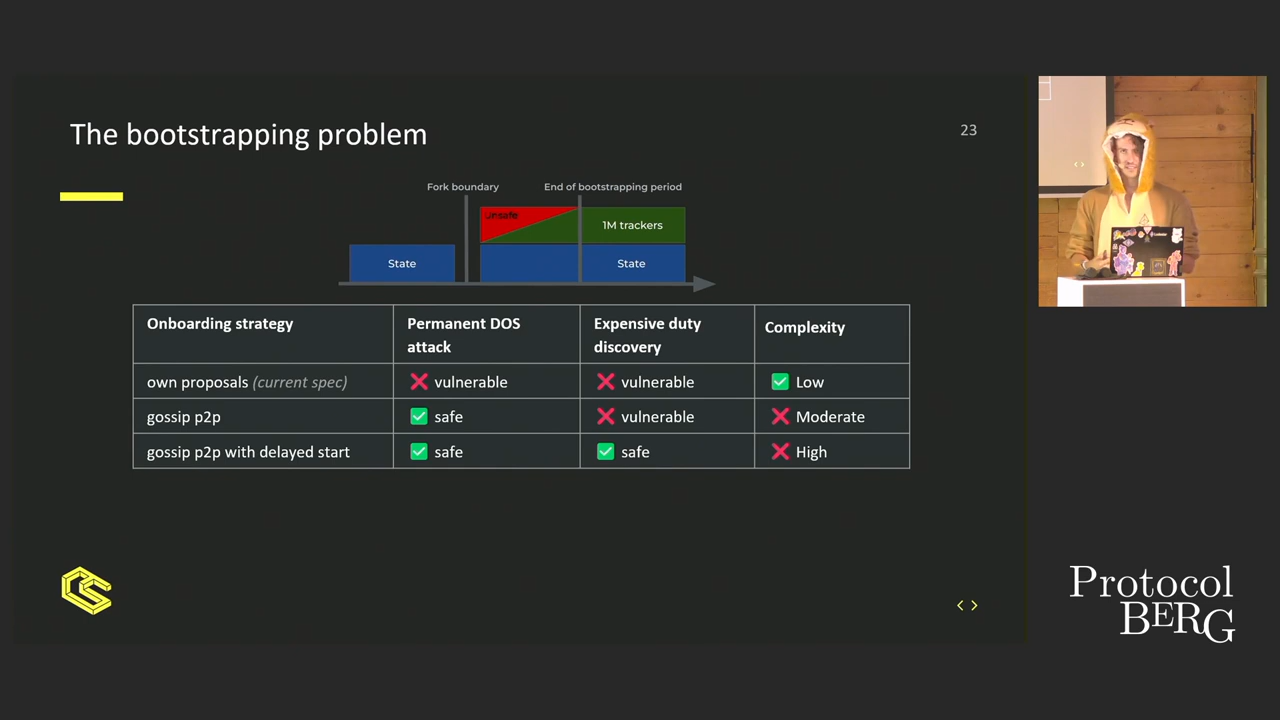 The bootstrapping problem
23
Fork boundary
End of bootstrapping period
Unsafe
1M trackers
State
State
Onboarding strategy
Permanent DOS
attack
Expensive duty
discovery
Complexity
own proposals (current spec)
❌ vulnerable
❌ vulnerable
✅ Low
gossip p2p
✅ safe
❌ vulnerable
❌ Moderate
gossip p2p with delayed start
✅ safe
✅ safe
❌ High
< >
Protocol
BERG